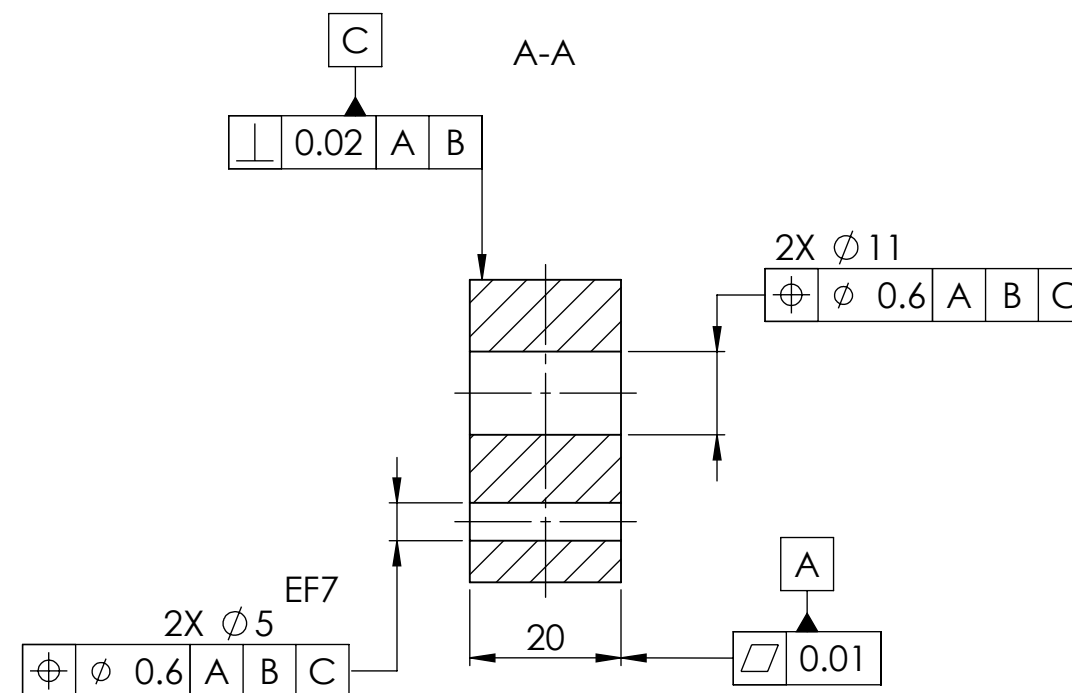 C
A-A
⊥ 0.02 A B
2X ⌀11
⌖ ⌀ 0.6 A B C
A
EF7
2X ⌀5
20
⏥ 0.01
⌖ ⌀ 0.6 A B C